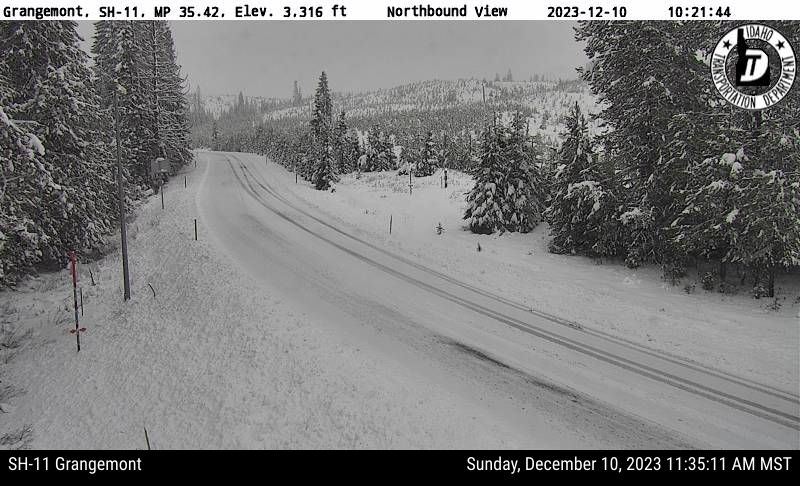 Grangemont, SH-11, MP 35.42, Elev. 3,316 ft Northbound View 2023-12-10 10:21:44
IDAHO
TRANSPORTATION DEPARTMENT
SH-11 Grangemont Sunday, December 10, 2023 11:35:11 AM MST